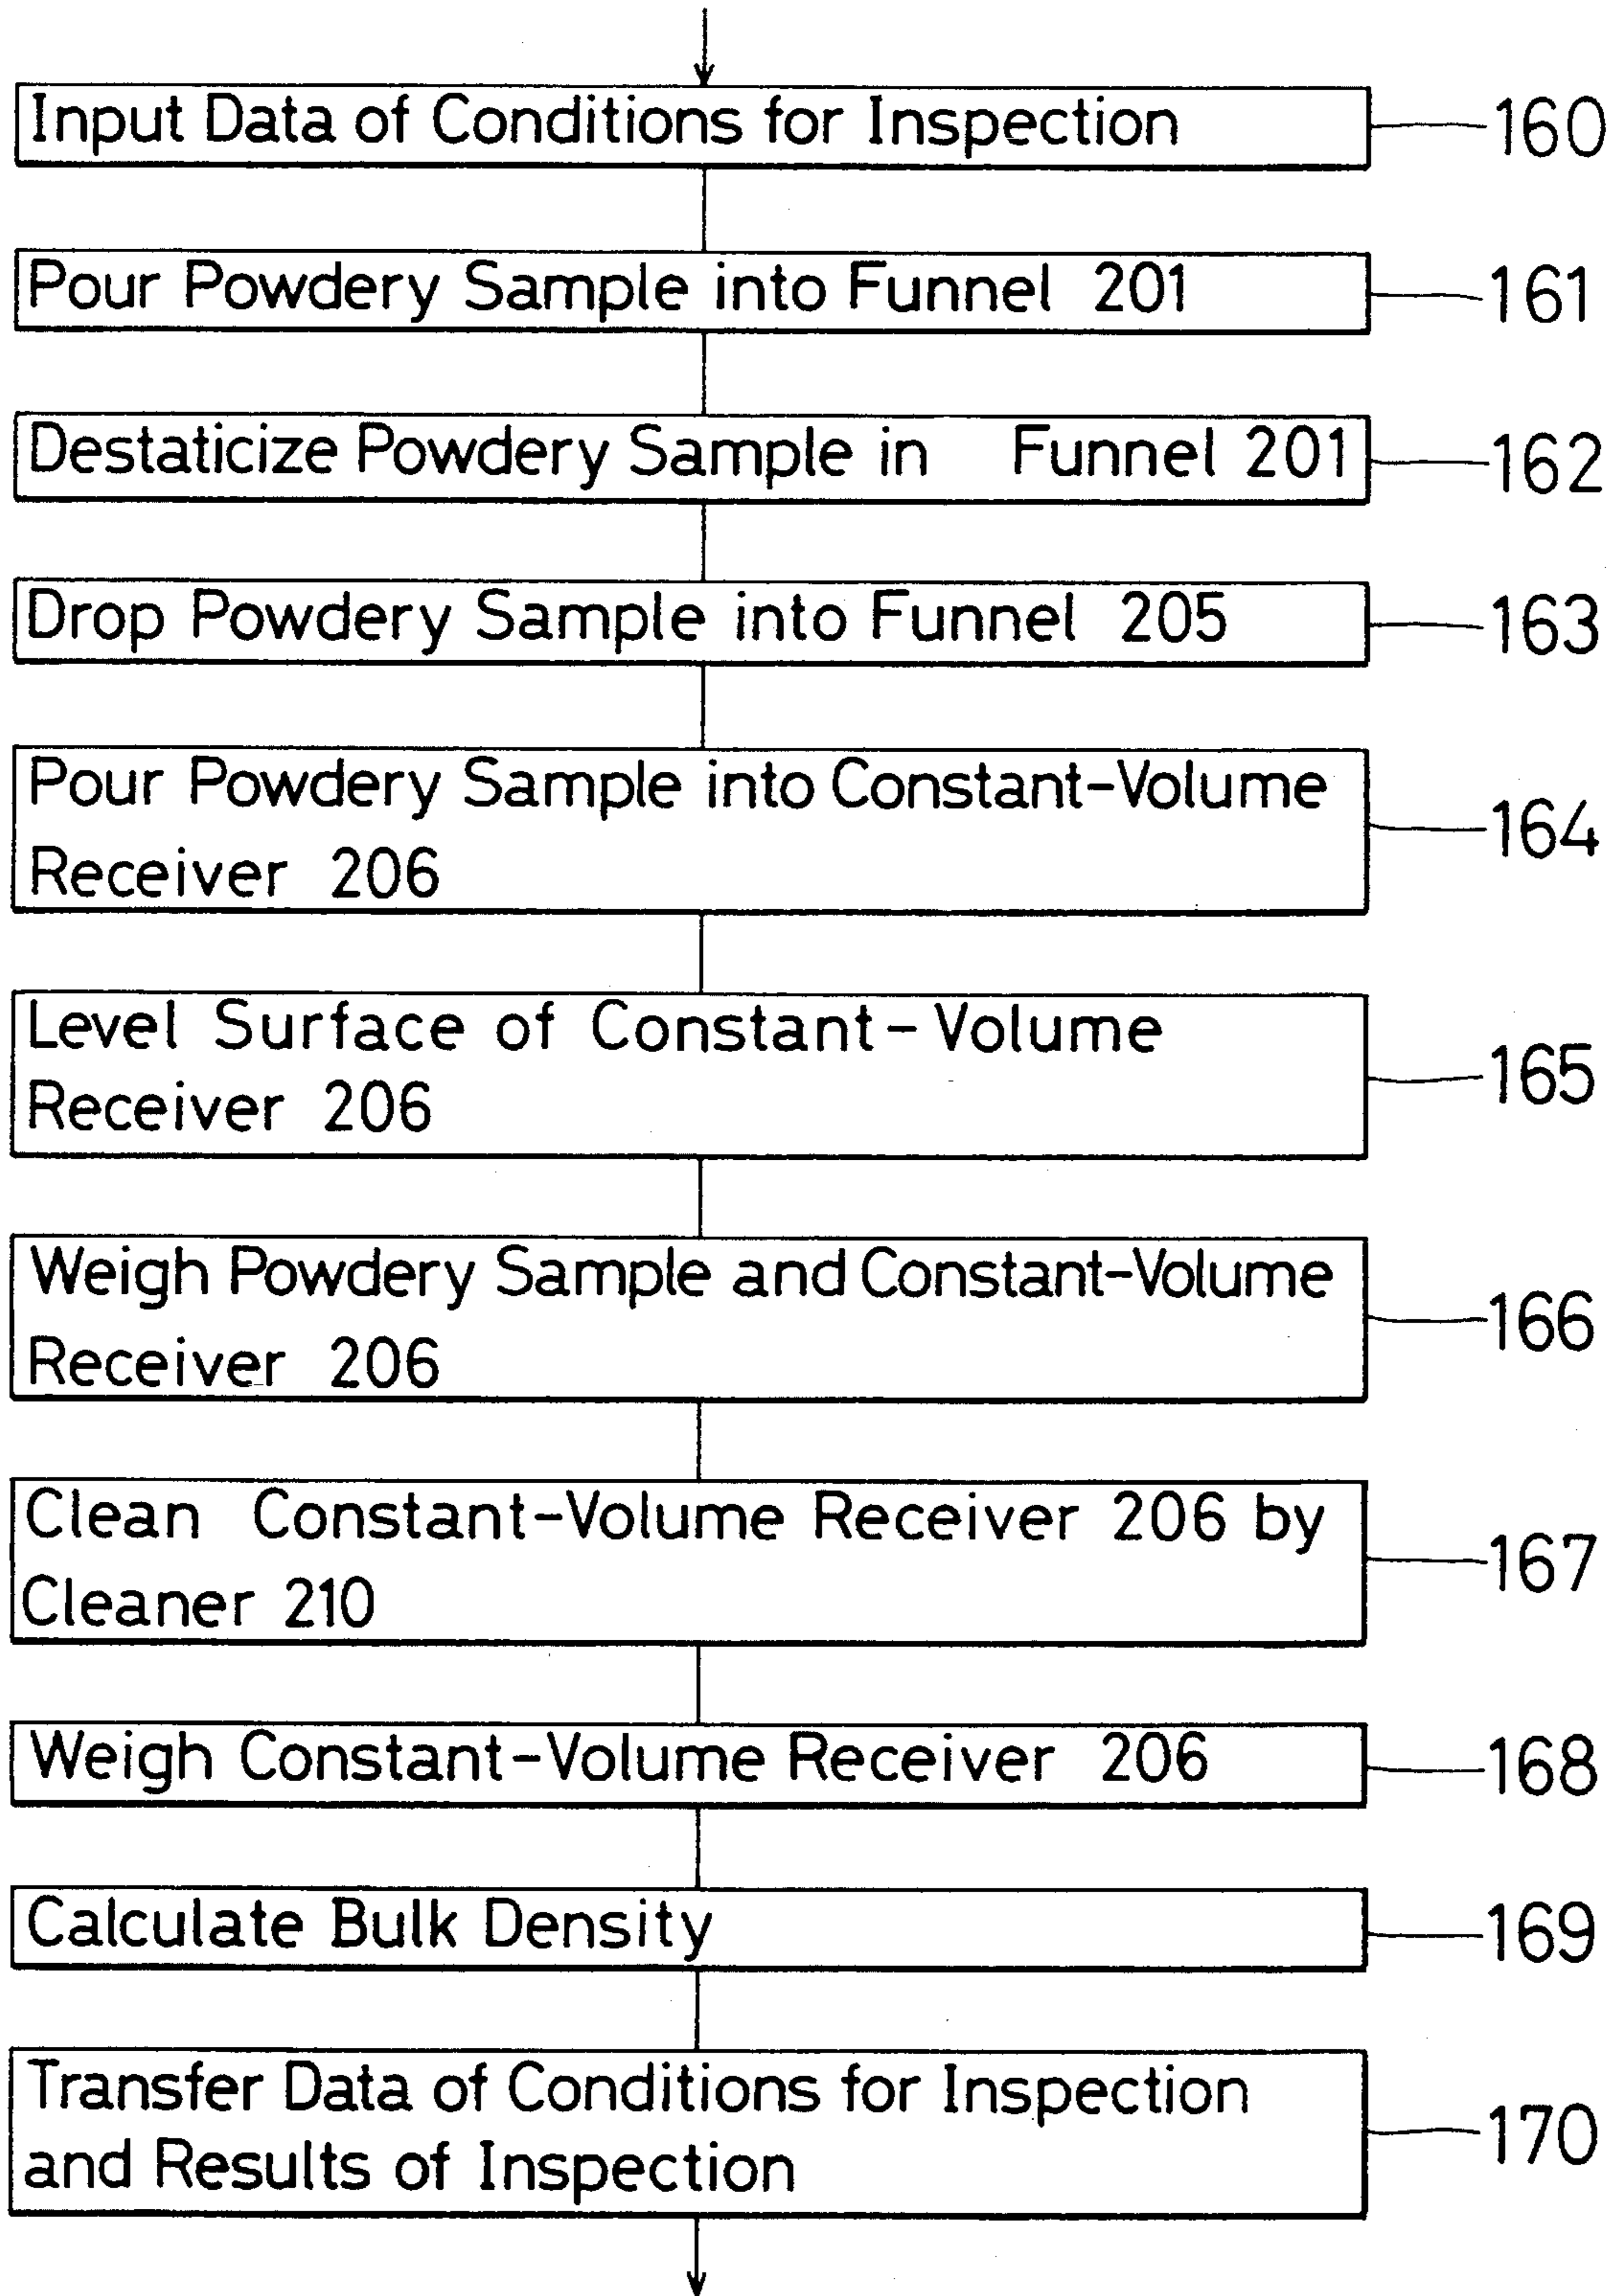 Input Data of Conditions for Inspection 160
Pour Powdery Sample into Funnel 201 161
Destaticize Powdery Sample in Funnel 201 162
Drop Powdery Sample into Funnel 205 163
Pour Powdery Sample into Constant-Volume
Receiver 206
164
Level Surface of Constant-Volume
Receiver 206
165
Weigh Powdery Sample and Constant-Volume
Receiver 206
166
Clean Constant-Volume Receiver 206 by
Cleaner 210
167
Weigh Constant-Volume Receiver 206 168
Calculate Bulk Density 169
Transfer Data of Conditions for Inspection
and Results of Inspection
170